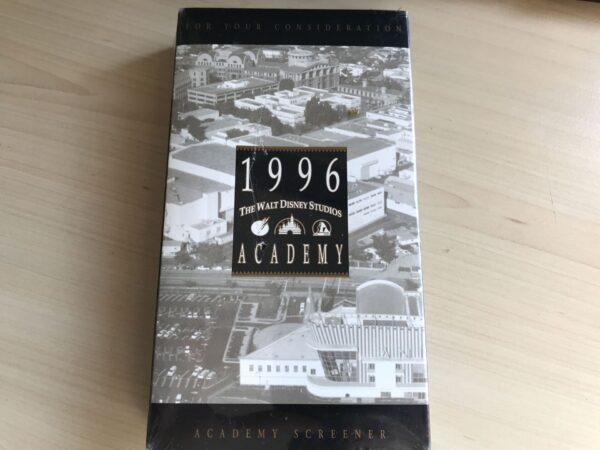 FOR YOUR CONSIDERATION
1996
THE WALT DISNEY STUDIOS
ACADEMY
ACADEMY SCREENER